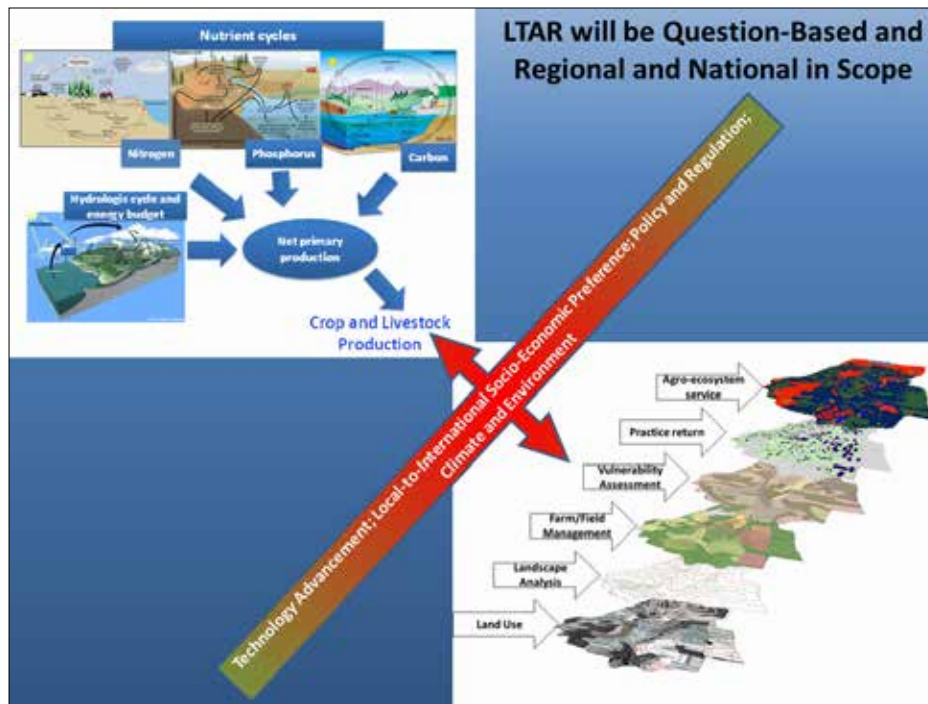 LTAR will be Question-Based and
Regional and National in Scope
Nutrient cycles
Nitrogen
Phosphorus
Carbon
Hydrologic cycle and
energy budget
Net primary
production
Crop and Livestock
Production
Technology Advancement; Local-to-International Socio-Economic Preference; Policy and Regulation;
Climate and Environment
Agro-ecosystem
service
Practice return
Vulnerability
Assessment
Farm/Field
Management
Landscape
Analysis
Land Use